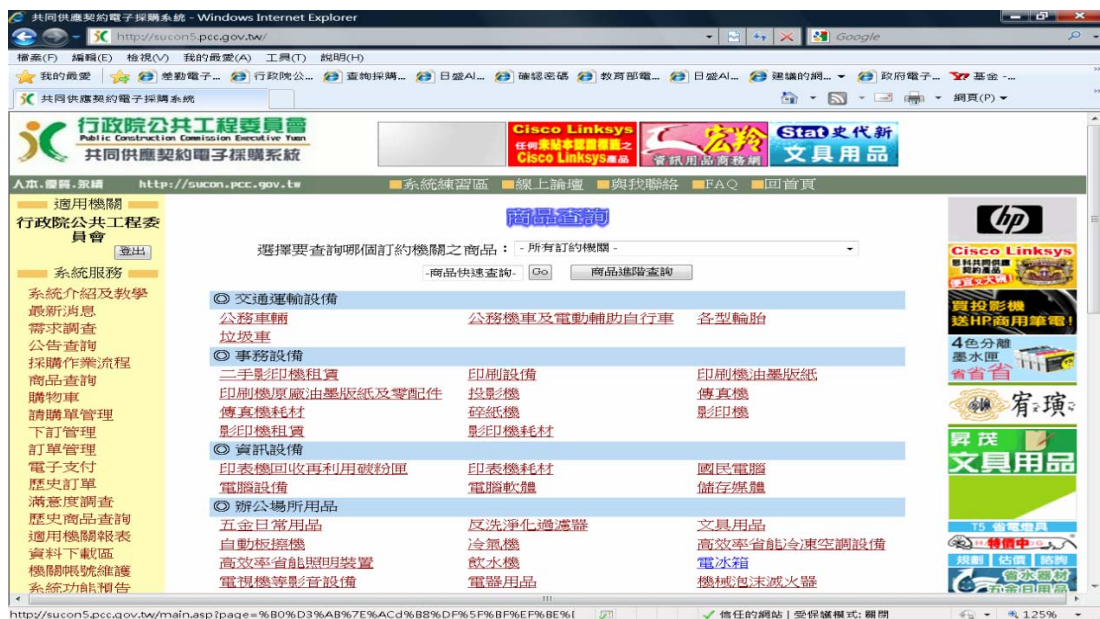 共同供應契約電子採購系統 - Windows Internet Explorer
http://sucon5.pcc.gov.tw/
Google
檔案(F) 編輯(E) 檢視(V) 我的最愛(A) 工具(T) 說明(H)
我的最愛 差勤電子... 行政院公... 查詢採購... 日盛AI... 確認密碼 教育部電... 日盛AI... 建議的網... 政府電子... 基金 -...
共同供應契約電子採購系統 網頁(P)
行政院公共工程委員會
Public Construction Commission Executive Yuan
共同供應契約電子採購系統
Cisco Linksys
任何未貼本認證標籤之
Cisco Linksys產品
宏羚
資訊用品商務網
Stat 史代新
文具用品
人本.優質.永續 http://sucon.pcc.gov.tw 系統練習區 線上論壇 與我聯絡 FAQ 回首頁
適用機關
行政院公共工程委員會
登出
系統服務
系統介紹及教學
最新消息
需求調查
公告查詢
採購作業流程
商品查詢
購物車
請購單管理
下訂管理
訂單管理
電子支付
歷史訂單
滿意度調查
歷史商品查詢
適用機關報表
資料下載區
機關帳號維護
系統功能預告
商品查詢
選擇要查詢哪個訂約機關之商品： - 所有訂約機關 -
-商品快速查詢- Go 商品進階查詢
◎ 交通運輸設備
公務車輛 公務機車及電動輔助自行車 各型輪胎
垃圾車
◎ 事務設備
二手影印機租賃 印刷設備 印刷機油墨版紙
印刷機原廠油墨版紙及零配件 投影機 傳真機
傳真機耗材 碎紙機 影印機
影印機租賃 影印機耗材
◎ 資訊設備
印表機回收再利用碳粉匣 印表機耗材 國民電腦
電腦設備 電腦軟體 儲存媒體
◎ 辦公場所用品
五金日常用品 反洗淨化過濾器 文具用品
自動板擦機 冷氣機 高效率省能冷凍空調設備
高效率省能照明裝置 飲水機 電冰箱
電視機等影音設備 電器用品 機械泡沫滅火器
hp
Cisco Linksys
便宜又大碗!
買投影機
送HP商用筆電!
4色分離
墨水匣
省省省
宥瑱
昇茂
文具用品
T5 省電燈具
特價中
規劃 估價 諮詢
省水器材
五金日用品
http://sucon5.pcc.gov.tw/main.asp?page=%B0%D3%AB%7E%ACd%B8%DF%5F%BF%EF%BE%(
信任的網站 | 受保護模式: 關閉 125%